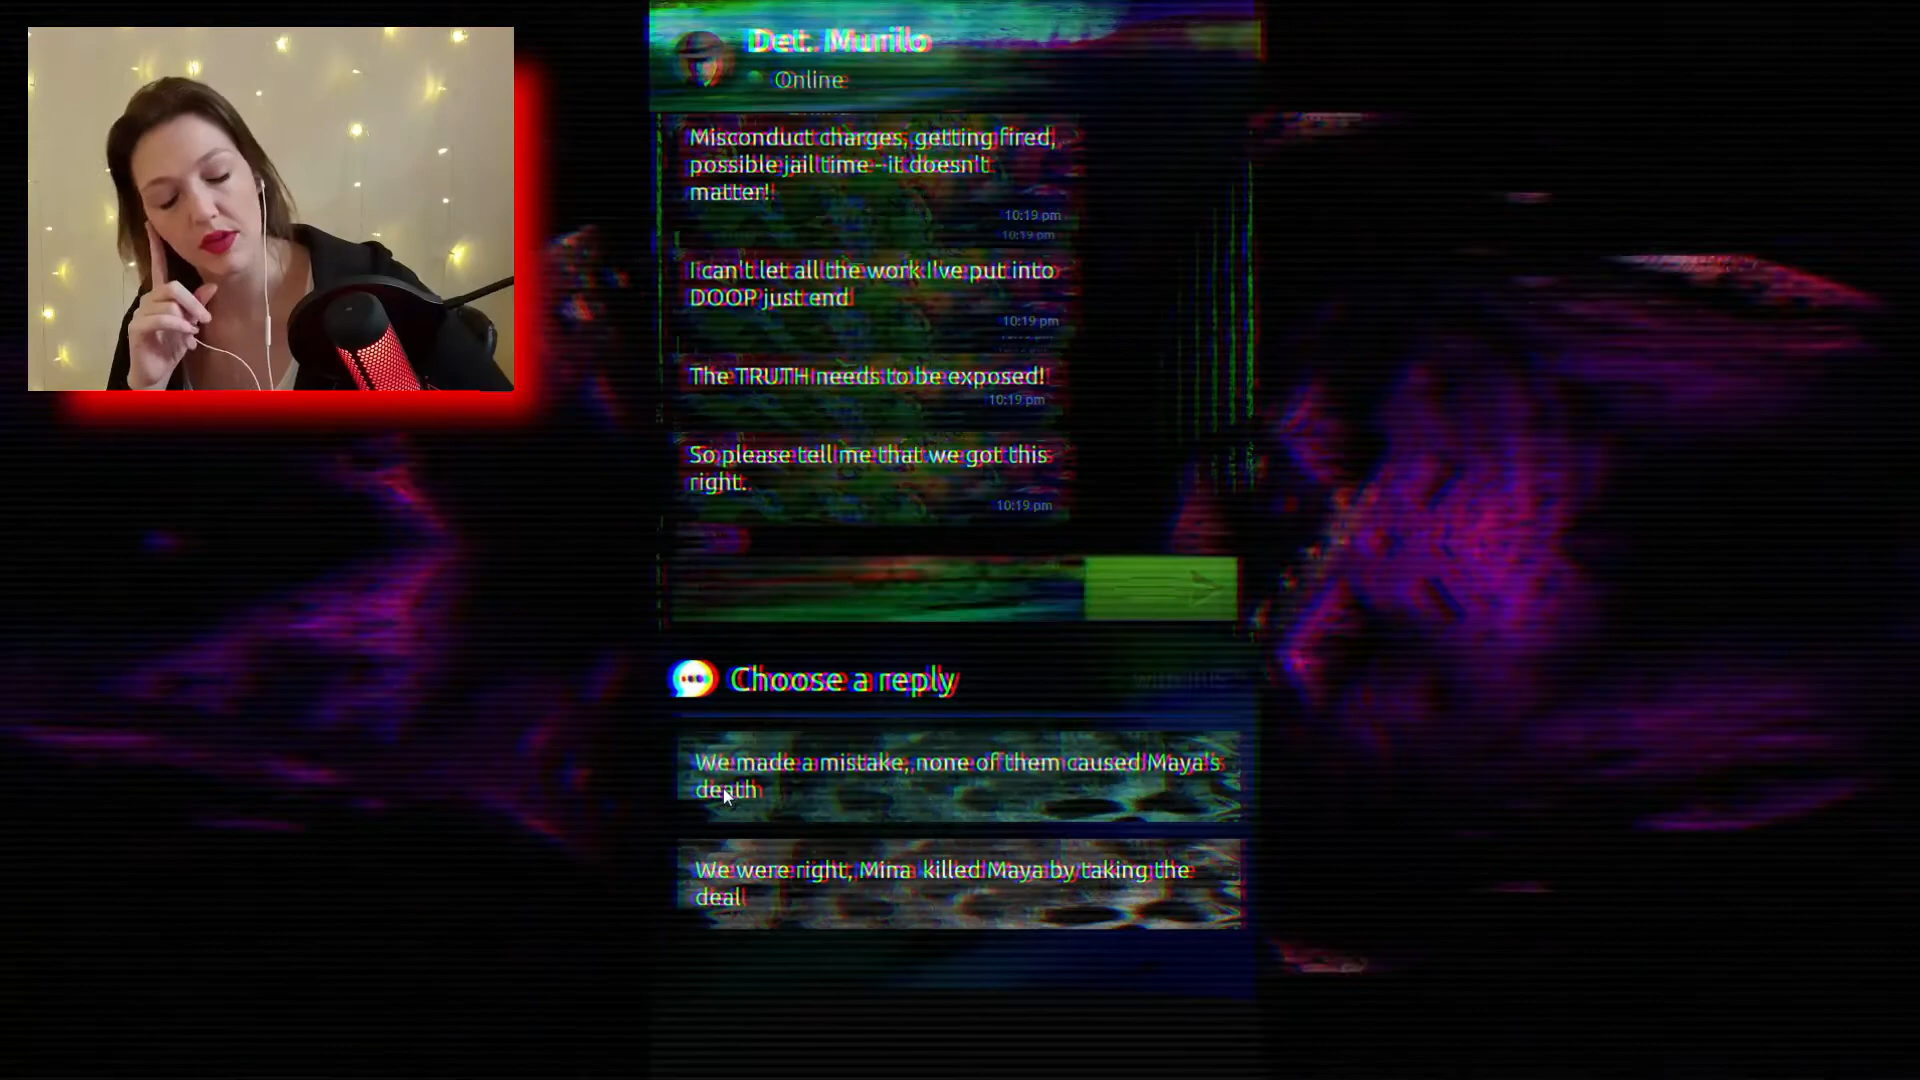 Det. Murilo
Online
Misconduct charges, getting fired,
possible jail time -it doesn't
matter!!
10:19 pm
10:19 pm
I can't let all the work I've put into
DOOP just end
10:19 pm
The TRUTH needs to be exposed!
10:19 pm
So please tell me that we got this
right.
10:19 pm
Choose a reply
We made a mistake, none of them caused Maya's
death
We were right, Mina killed Maya by taking the
deal